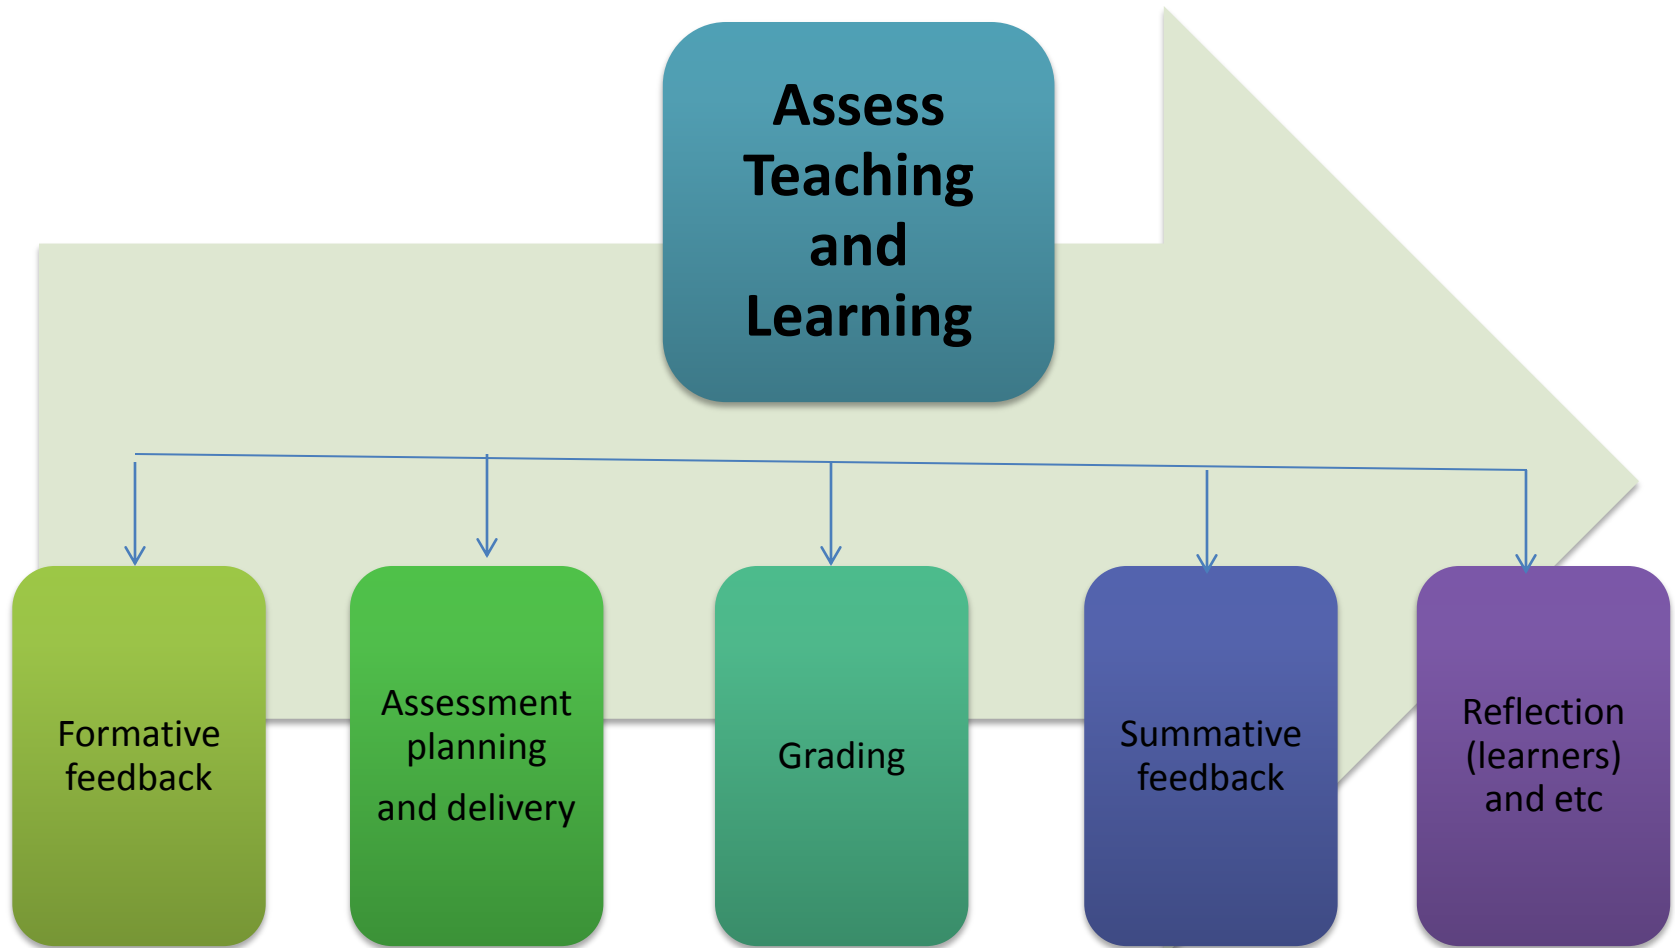 Assess
Teaching
and
Learning
Formative
feedback
Assessment
planning
and delivery
Grading
Summative
feedback
Reflection
(learners)
and etc